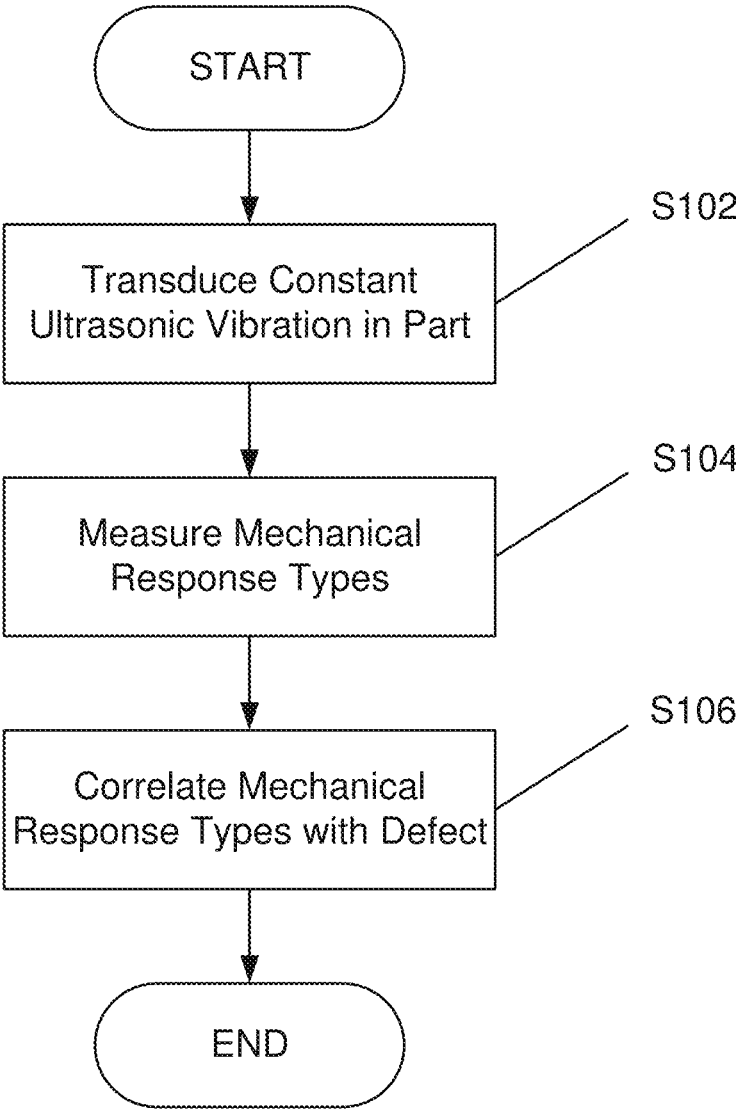 START
S102
Transduce Constant
Ultrasonic Vibration in Part
S104
Measure Mechanical
Response Types
S106
Correlate Mechanical
Response Types with Defect
END